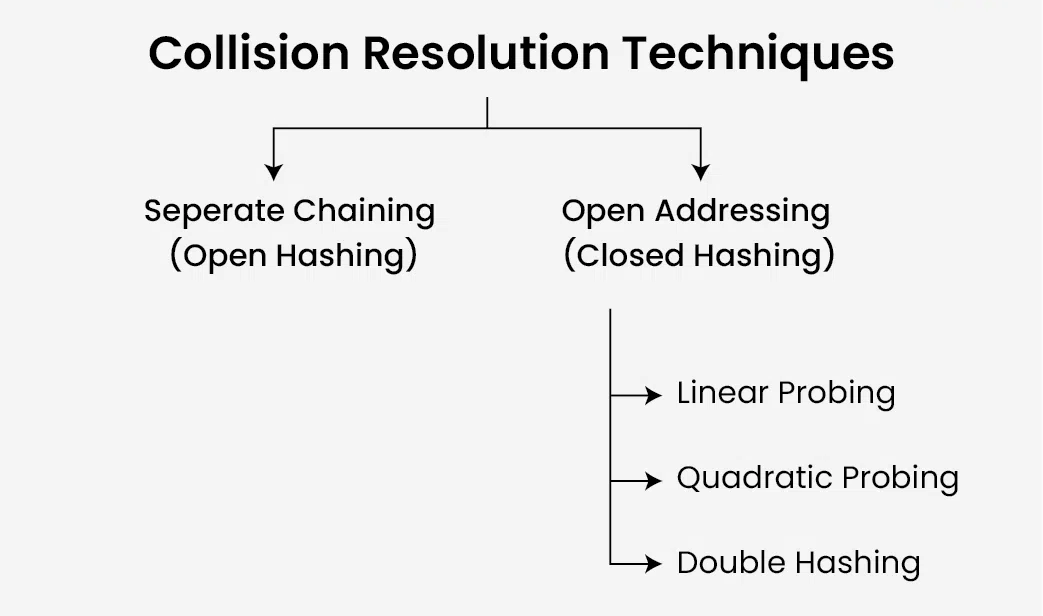 Collision Resolution Techniques
Seperate Chaining
(Open Hashing)
Open Addressing
(Closed Hashing)
Linear Probing
Quadratic Probing
Double Hashing